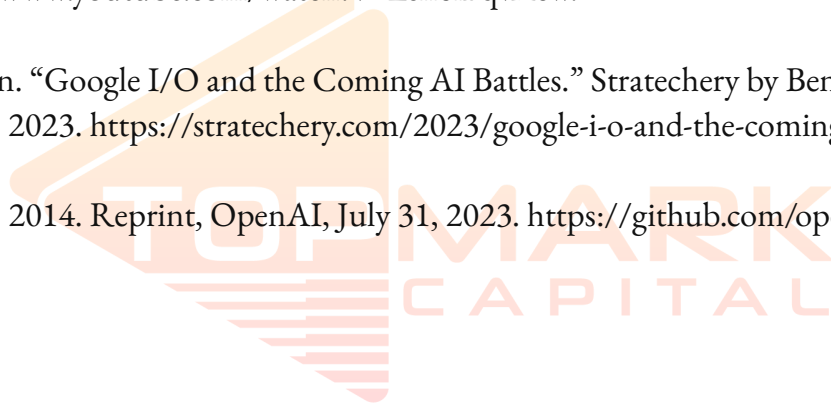 n. “Google I/O and the Coming AI Battles.” Stratechery by Ben
2023. https://stratechery.com/2023/google-i-o-and-the-coming
2014. Reprint, OpenAI, July 31, 2023. https://github.com/op
TOPMARK
CAPITAL